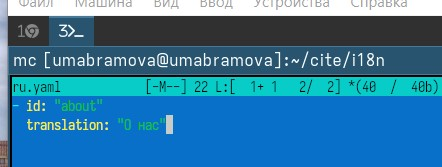 Файл Машина Вид Ввод Устройства Справка
1
3>_
mc [umabramova@umabramova]:~/cite/i18n
ru.yaml [-M--] 22 L:[ 1+ 1 2/ 2] *(40 / 40b)
- id: "about"
translation: "О нас"